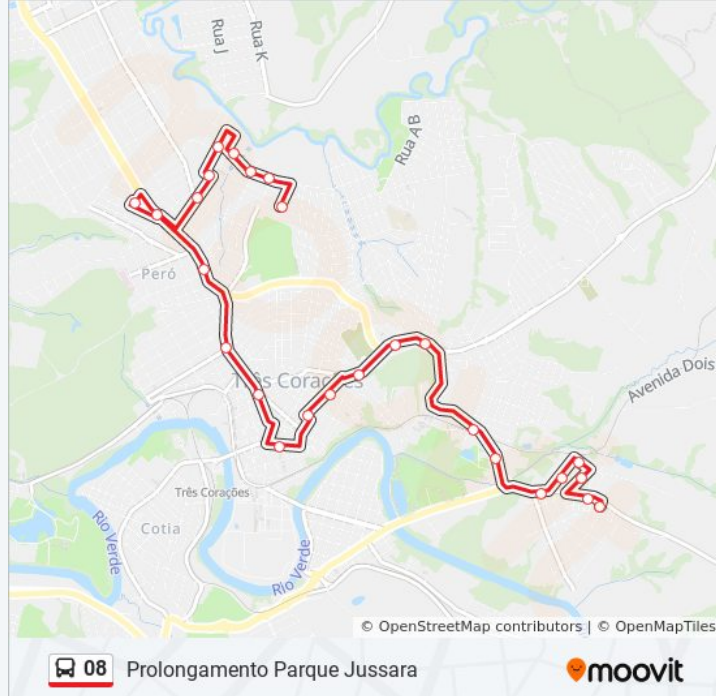 Rua J
Rua K
Rua A B
Peró
Três Corações
Avenida Dois
Três Corações
Cotia
Rio Verde
Rio Verde
© OpenStreetMap contributors | © OpenMapTiles
08 Prolongamento Parque Jussara
moovit